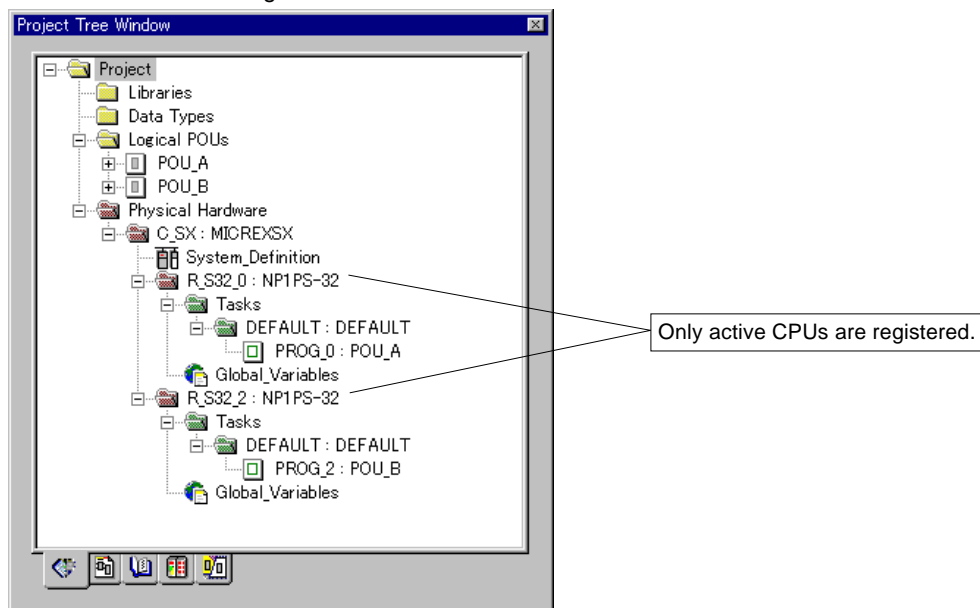 Project Tree Window
Project
Libraries
Data Types
Logical POUs
POU_A
POU_B
Physical Hardware
C_SX : MICREXSX
System_Definition
R_S32_0 : NP1PS-32
Tasks
DEFAULT : DEFAULT
PROG_0 : POU_A
Global_Variables
R_S32_2 : NP1PS-32
Tasks
DEFAULT : DEFAULT
PROG_2 : POU_B
Global_Variables
Only active CPUs are registered.